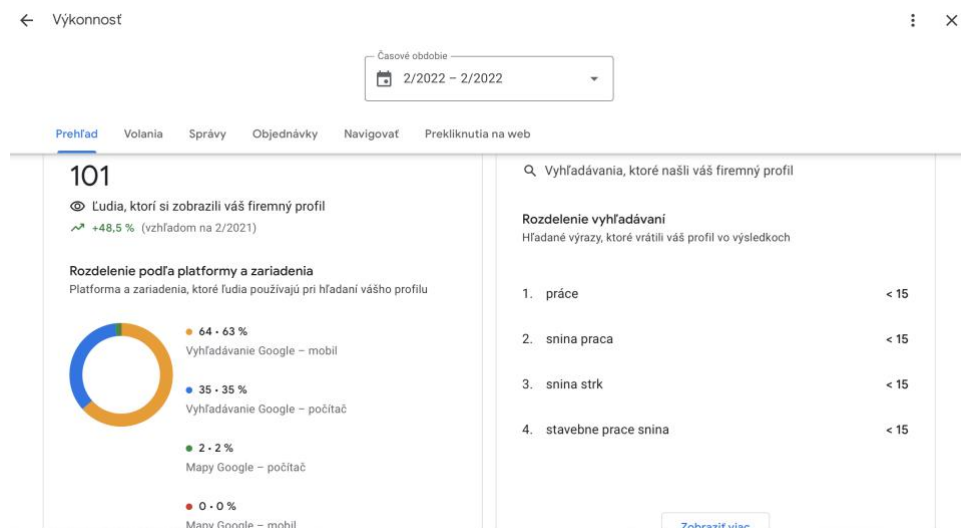 Výkonnosť
Časové obdobie
2/2022 – 2/2022
Prehľad Volania Správy Objednávky Navigovať Prekliknutia na web
101
Ľudia, ktorí si zobrazili váš firemný profil
+48,5 % (vzhľadom na 2/2021)
Rozdelenie podľa platformy a zariadenia
Platforma a zariadenia, ktoré ľudia používajú pri hľadaní vášho profilu
64 • 63 %
Vyhľadávanie Google – mobil
35 • 35 %
Vyhľadávanie Google – počítač
2 • 2 %
Mapy Google – počítač
0 • 0 %
Mapy Google – mobil
Vyhľadávania, ktoré našli váš firemný profil
Rozdelenie vyhľadávaní
Hľadané výrazy, ktoré vrátili váš profil vo výsledkoch
1. práce < 15
2. snina praca < 15
3. snina strk < 15
4. stavebne prace snina < 15
Zobraziť viac